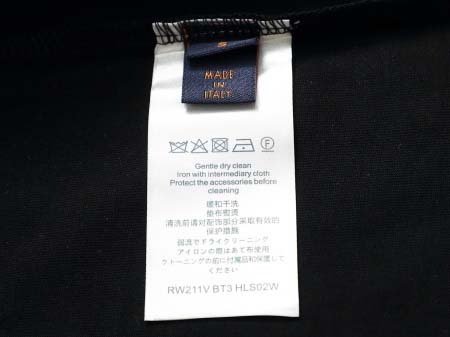 S
MADE
IN
ITALY
Gentle dry clean
Iron with intermediary cloth
Protect the accessories before
cleaning
缓和干洗
垫布熨烫
清洗前请对配饰部分采取有效的
保护措施
弱流でドライクリーニング
アイロンの際はあて布使用
クリーニングの前に付属品和保護して
ください
RW211V BT3 HLS02W